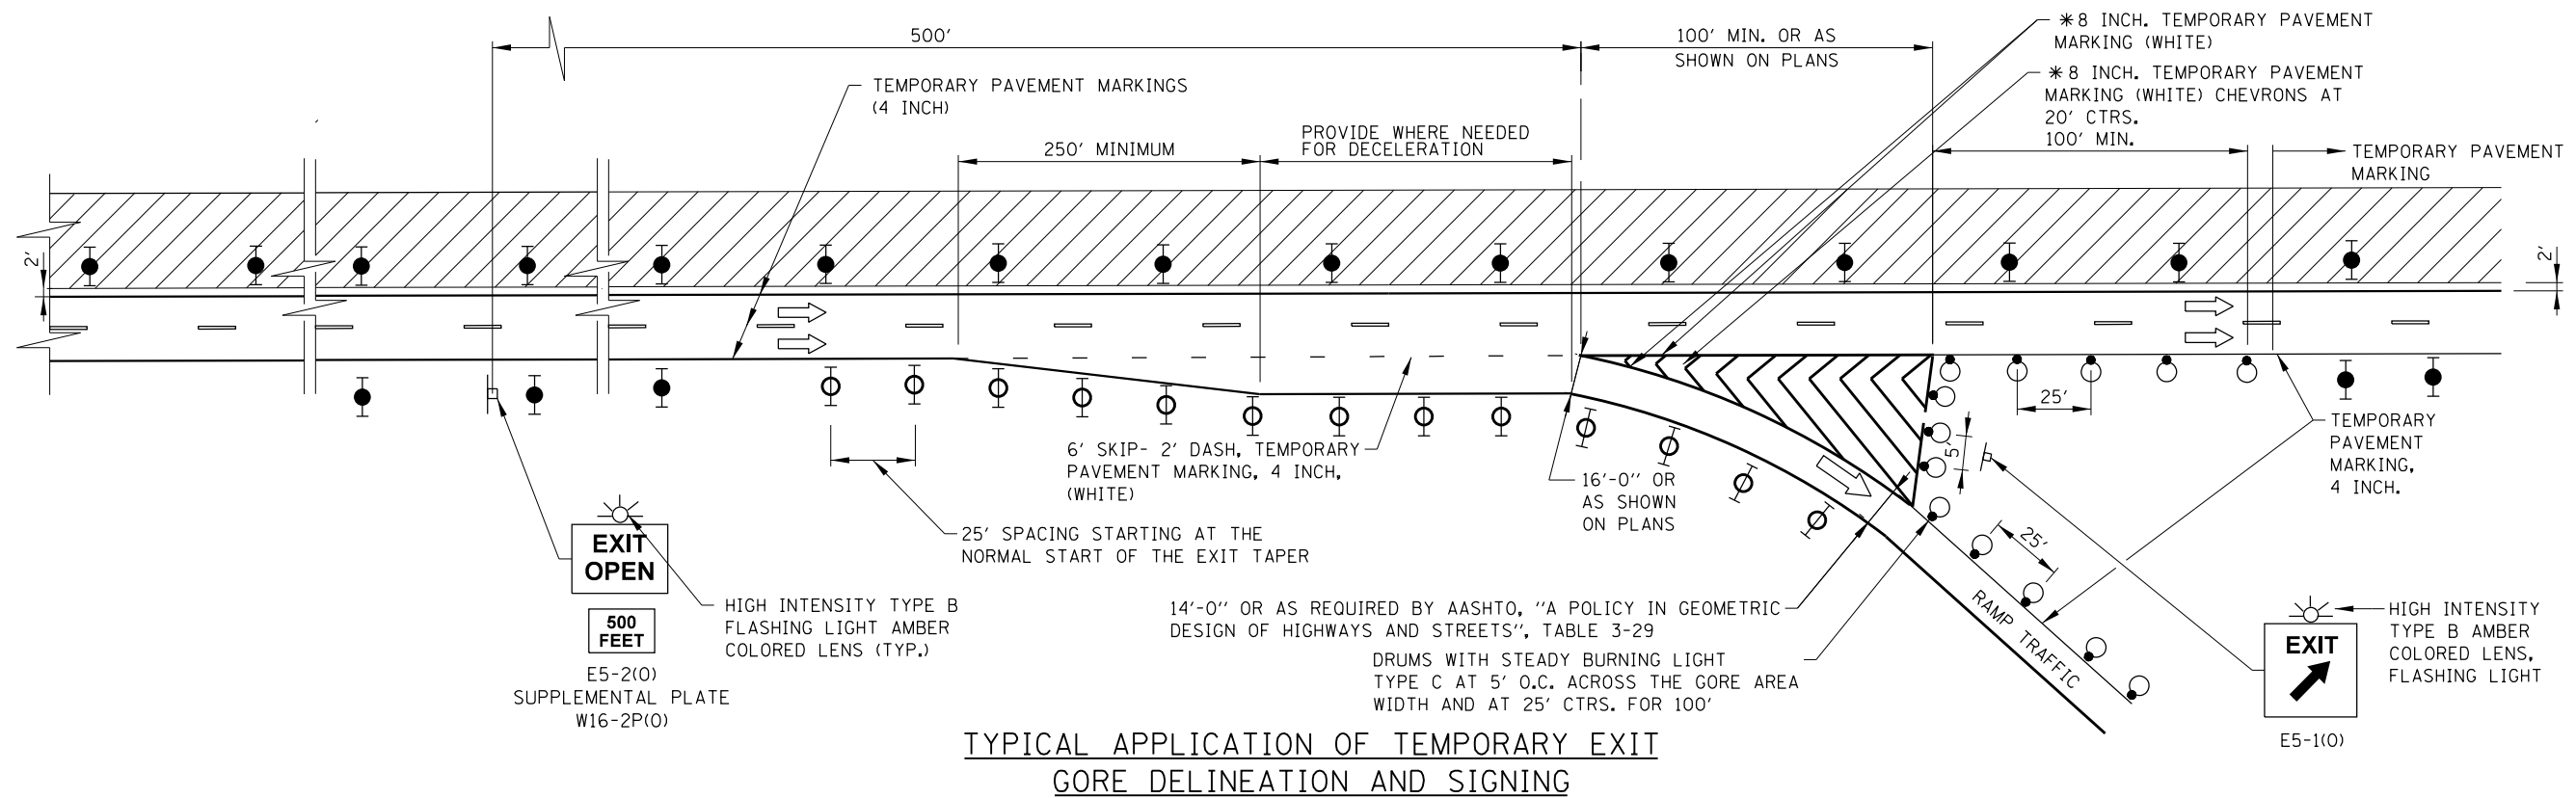 500'
100' MIN. OR AS
SHOWN ON PLANS
*8 INCH. TEMPORARY PAVEMENT
MARKING (WHITE)
*8 INCH. TEMPORARY PAVEMENT
MARKING (WHITE) CHEVRONS AT
20' CTRS.
100' MIN.
TEMPORARY PAVEMENT MARKINGS
(4 INCH)
250' MINIMUM
PROVIDE WHERE NEEDED
FOR DECELERATION
TEMPORARY PAVEMENT
MARKING
2'
2'
25'
5'
25'
6' SKIP- 2' DASH, TEMPORARY
PAVEMENT MARKING, 4 INCH,
(WHITE)
16'-0" OR
AS SHOWN
ON PLANS
TEMPORARY
PAVEMENT
MARKING,
4 INCH.
25' SPACING STARTING AT THE
NORMAL START OF THE EXIT TAPER
EXIT
OPEN
500
FEET
E5-2(O)
SUPPLEMENTAL PLATE
W16-2P(O)
HIGH INTENSITY TYPE B
FLASHING LIGHT AMBER
COLORED LENS (TYP.)
14'-0" OR AS REQUIRED BY AASHTO, "A POLICY IN GEOMETRIC
DESIGN OF HIGHWAYS AND STREETS", TABLE 3-29
DRUMS WITH STEADY BURNING LIGHT
TYPE C AT 5' O.C. ACROSS THE GORE AREA
WIDTH AND AT 25' CTRS. FOR 100'
RAMP TRAFFIC
EXIT
E5-1(O)
HIGH INTENSITY
TYPE B AMBER
COLORED LENS,
FLASHING LIGHT
TYPICAL APPLICATION OF TEMPORARY EXIT
GORE DELINEATION AND SIGNING